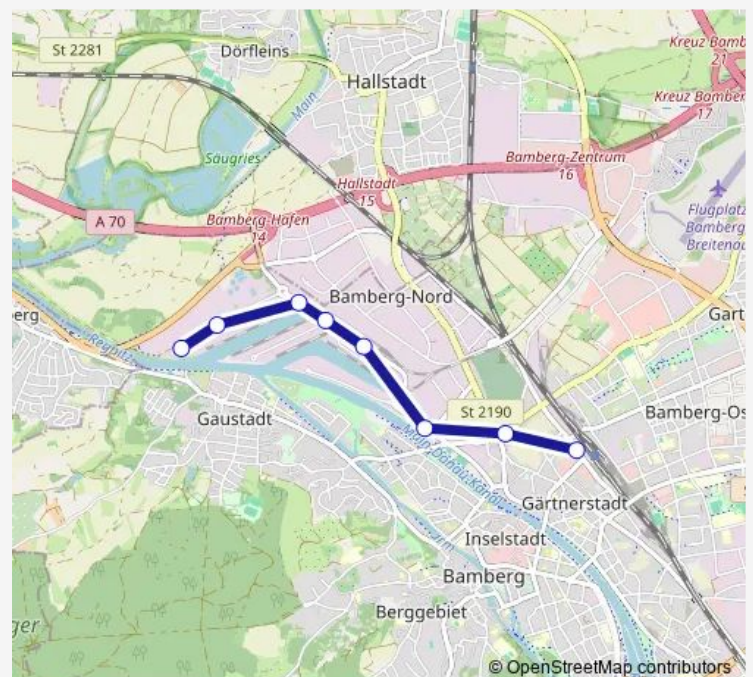 St 2281
Dörfleins
Main
Hallstadt
Kreuz Bamb
21
Kreuz Bamber
17
Säugries
Bamberg-Zentrum
16
Hallstadt
15
A 70
Bamberg-Hafen
14
Flugplatz
Bamberg-
Breitenau
Bamberg-Nord
berg
Regnitz
Gart
St 2190
Gaustadt
Bamberg-Os
Main-Donau-Kanal
Gärtnerstadt
Inselstadt
Bamberg
Berggebiet
ger
© OpenStreetMap contributors